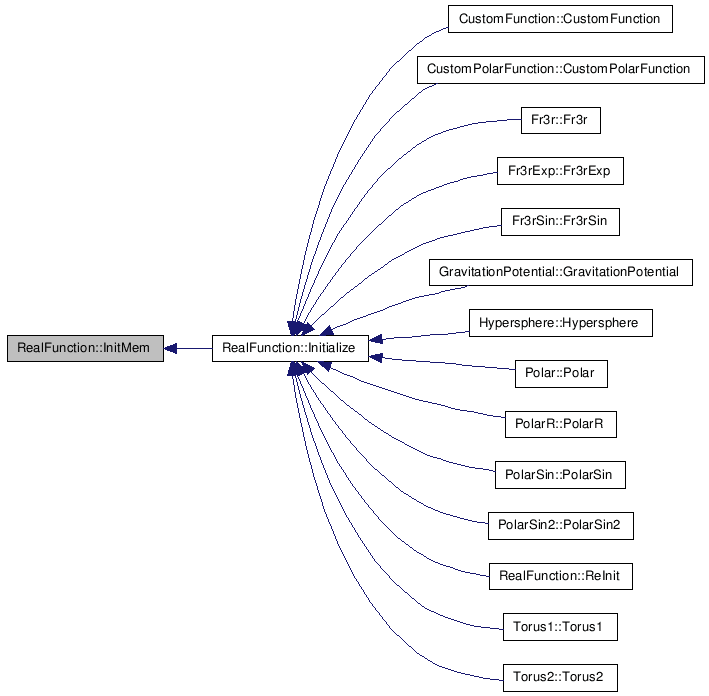 CustomFunction::CustomFunction
CustomPolarFunction::CustomPolarFunction
Fr3r::Fr3r
Fr3rExp::Fr3rExp
Fr3rSin::Fr3rSin
GravitationPotential::GravitationPotential
Hypersphere::Hypersphere
RealFunction::InitMem
RealFunction::Initialize
Polar::Polar
PolarR::PolarR
PolarSin::PolarSin
PolarSin2::PolarSin2
RealFunction::ReInit
Torus1::Torus1
Torus2::Torus2